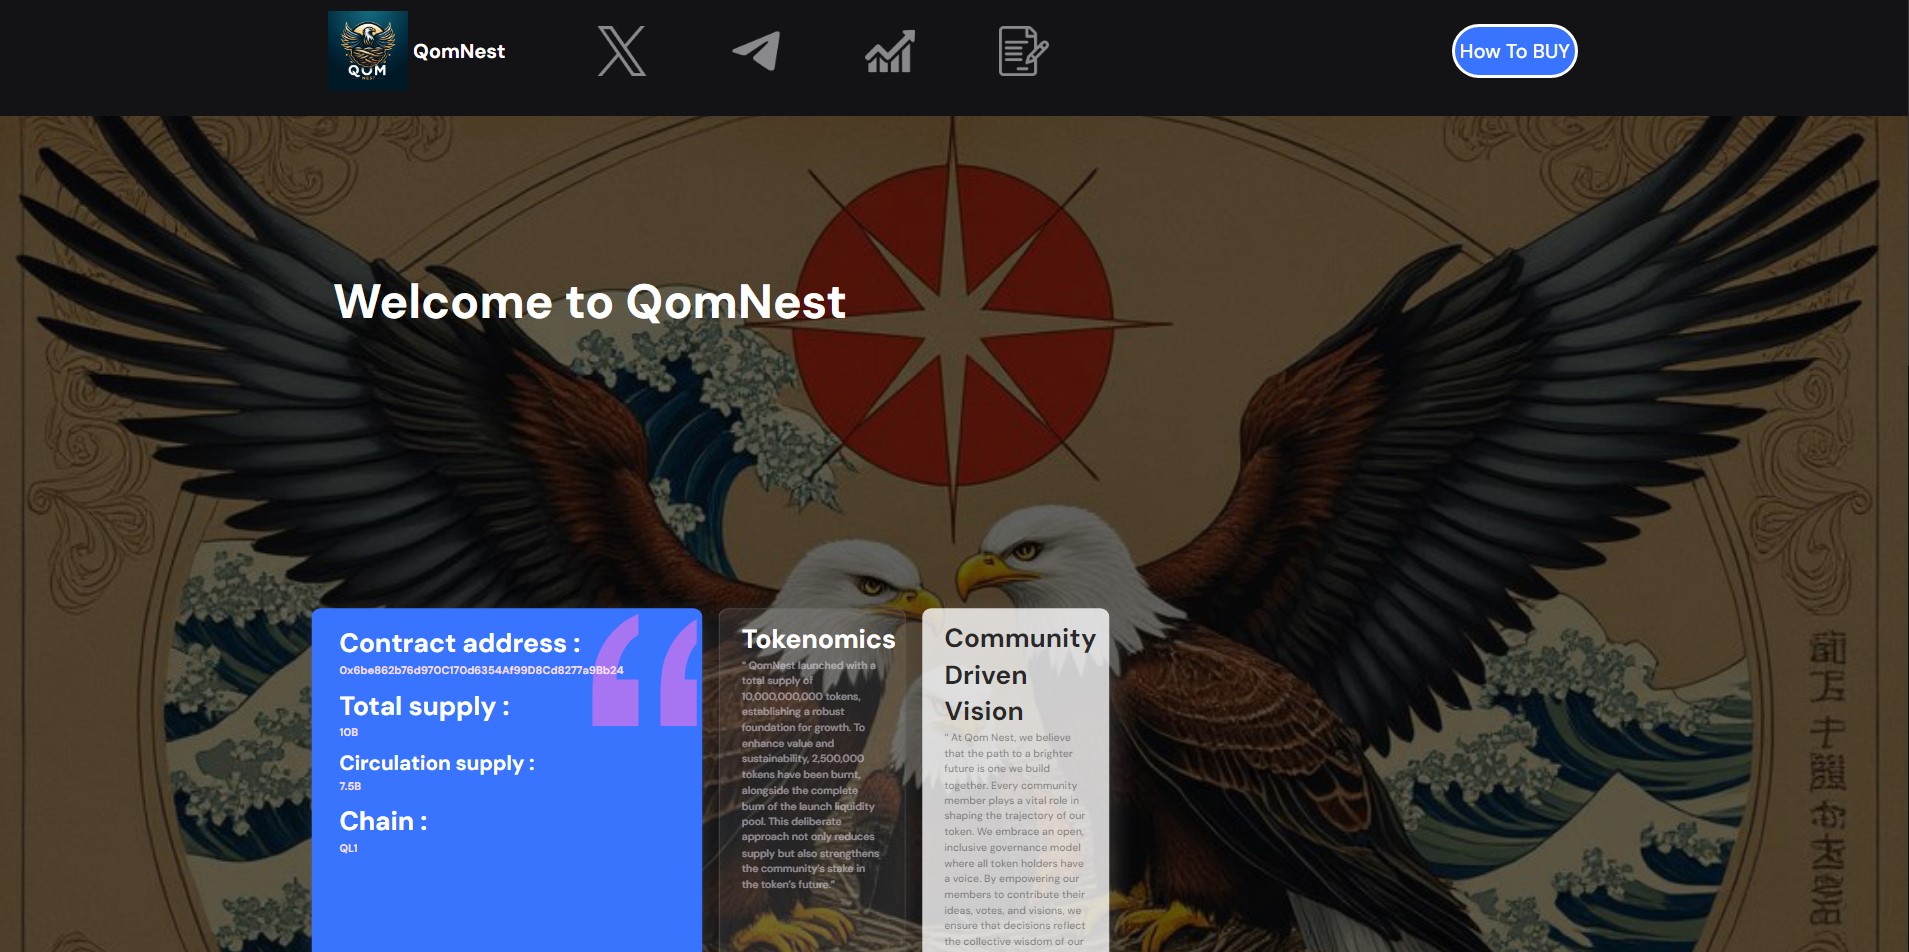 QOM
NEST
QomNest
How To BUY
Welcome to QomNest
Contract address :
0x6be862b76d970C170d6354Af99D8Cd8277a9Bb24
Total supply :
10B
Circulation supply :
7.5B
Chain :
QL1
Tokenomics
" QomNest launched with a
total supply of
10,000,000,000 tokens,
establishing a robust
foundation for growth. To
enhance value and
sustainability, 2,500,000
tokens have been burnt,
alongside the complete
burn of the launch liquidity
pool. This deliberate
approach not only reduces
supply but also strengthens
the community's stake in
the token's future."
Community
Driven
Vision
" At Qom Nest, we believe
that the path to a brighter
future is one we build
together. Every community
member plays a vital role in
shaping the trajectory of our
token. We embrace an open,
inclusive governance model
where all token holders have
a voice. By empowering our
members to contribute their
ideas, votes, and visions, we
ensure that decisions reflect
the collective wisdom of our